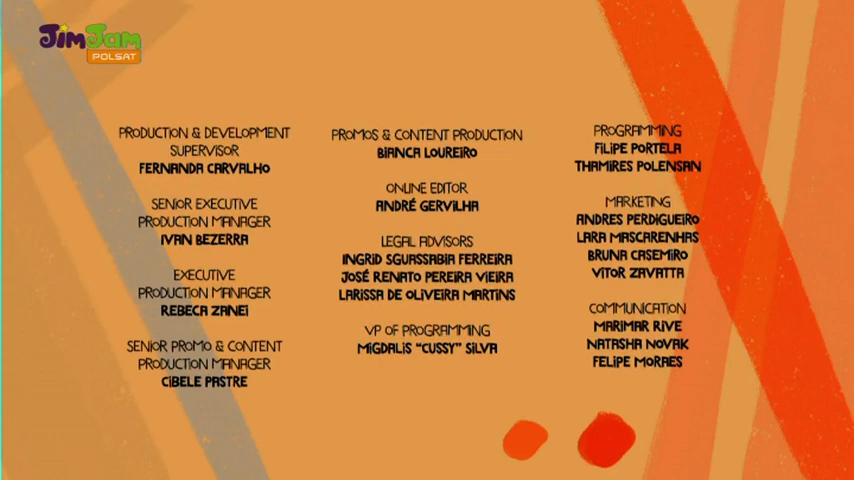 JimJam
POLSAT
PRODUCTION & DEVELOPMENT
SUPERVISOR
FERNANDA CARVALHO
SENIOR EXECUTIVE
PRODUCTION MANAGER
IVAN BEZERRA
EXECUTIVE
PRODUCTION MANAGER
REBECA ZANEI
SENIOR PROMO & CONTENT
PRODUCTION MANAGER
CIBELE PASTRE
PROMOS & CONTENT PRODUCTION
BIANCA LOUREIRO
ONLINE EDITOR
ANDRÉ GERVILHA
LEGAL ADVISORS
INGRID SGUASSABIA FERREIRA
JOSÉ RENATO PEREIRA VIEIRA
LARISSA DE OLIVEIRA MARTINS
VP OF PROGRAMMING
MIGDALIS “CUSSY” SILVA
PROGRAMMING
FILIPE PORTELA
THAMIRES POLENSAN
MARKETING
ANDRES PERDIGUEIRO
LARA MASCARENHAS
BRUNA CASEMIRO
VITOR ZAVATTA
COMMUNICATION
MARIMAR RIVE
NATASHA NOVAK
FELIPE MORAES